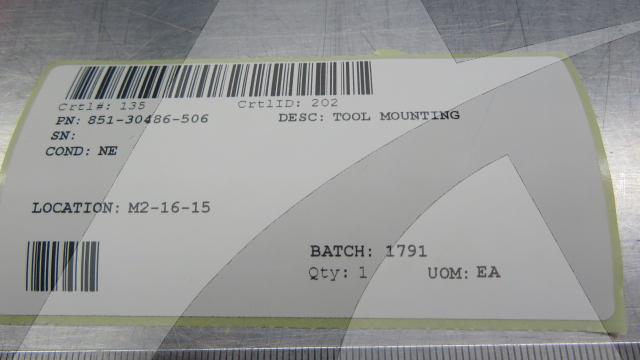 Crtl#: 135 CrtlID: 202
PN: 851-30486-506 DESC: TOOL MOUNTING
SN:
COND: NE
LOCATION: M2-16-15
BATCH: 1791
Qty: 1 UOM: EA